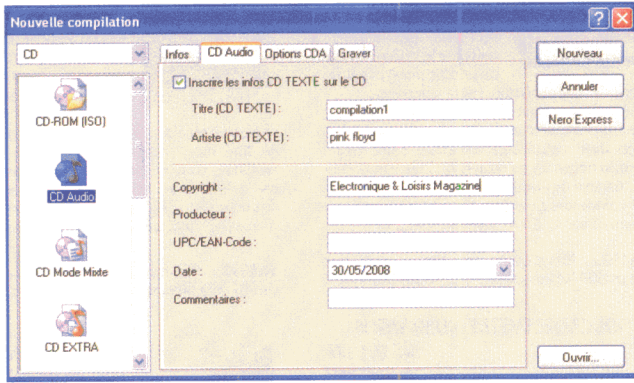 Nouvelle compilation
CD
CD-ROM (ISO)
CD Audio
CD Mode Mixte
CD EXTRA
Infos CD Audio Options CDA Graver
Inscrire les infos CD TEXTE sur le CD
Titre (CD TEXTE) : compilation1
Artiste (CD TEXTE) : pink floyd
Copyright : Electronique & Loisirs Magazine
Producteur :
UPC/EAN-Code :
Date : 30/05/2008
Commentaires :
Nouveau
Annuler
Nero Express
Ouvrir...